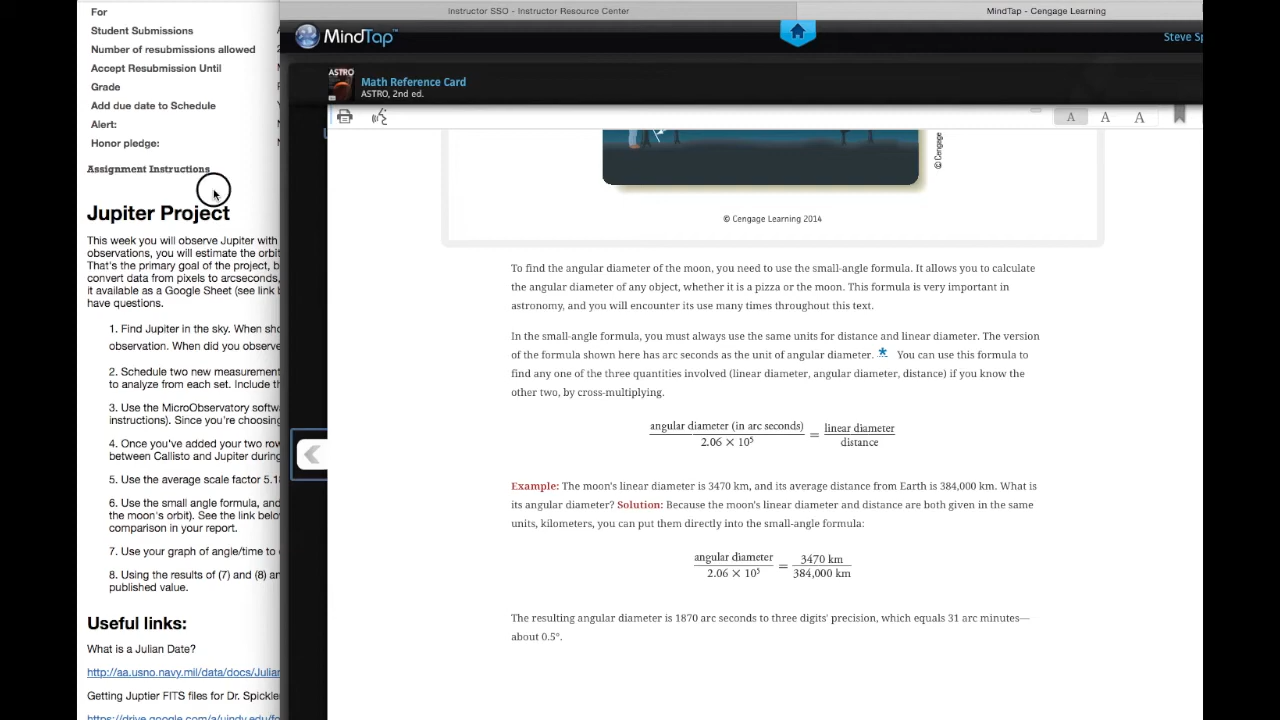 Instructor SSO - Instructor Resource Center
MindTap - Cengage Learning
MindTap™
Steve Sp
ASTRO
Math Reference Card
ASTRO, 2nd ed.
A A A
For
Student Submissions
Number of resubmissions allowed
Accept Resubmission Until
Grade
Add due date to Schedule
Alert:
Honor pledge:
Assignment Instructions
Jupiter Project
This week you will observe Jupiter with
observations, you will estimate the orbit
That's the primary goal of the project, b
convert data from pixels to arcseconds,
it available as a Google Sheet (see link b
have questions.
1. Find Jupiter in the sky. When sho
observation. When did you observe
2. Schedule two new measurement
to analyze from each set. Include th
3. Use the MicroObservatory softw
instructions). Since you're choosing
4. Once you've added your two row
between Callisto and Jupiter during
5. Use the average scale factor 5.1
6. Use the small angle formula, and
the moon's orbit). See the link belo
comparison in your report.
7. Use your graph of angle/time to
8. Using the results of (7) and (8) an
published value.
Useful links:
What is a Julian Date?
http://aa.usno.navy.mil/data/docs/Julian
Getting Juptier FITS files for Dr. Spickle
https://drive.google.com/a/uindy.edu/fo
© Cengage
© Cengage Learning 2014
To find the angular diameter of the moon, you need to use the small-angle formula. It allows you to calculate
the angular diameter of any object, whether it is a pizza or the moon. This formula is very important in
astronomy, and you will encounter its use many times throughout this text.
In the small-angle formula, you must always use the same units for distance and linear diameter. The version
of the formula shown here has arc seconds as the unit of angular diameter. * You can use this formula to
find any one of the three quantities involved (linear diameter, angular diameter, distance) if you know the
other two, by cross-multiplying.
angular diameter (in arc seconds) linear diameter
=
2.06 × 10⁵ distance
Example: The moon's linear diameter is 3470 km, and its average distance from Earth is 384,000 km. What is
its angular diameter? Solution: Because the moon's linear diameter and distance are both given in the same
units, kilometers, you can put them directly into the small-angle formula:
angular diameter 3470 km
=
2.06 × 10⁵ 384,000 km
The resulting angular diameter is 1870 arc seconds to three digits' precision, which equals 31 arc minutes—
about 0.5°.